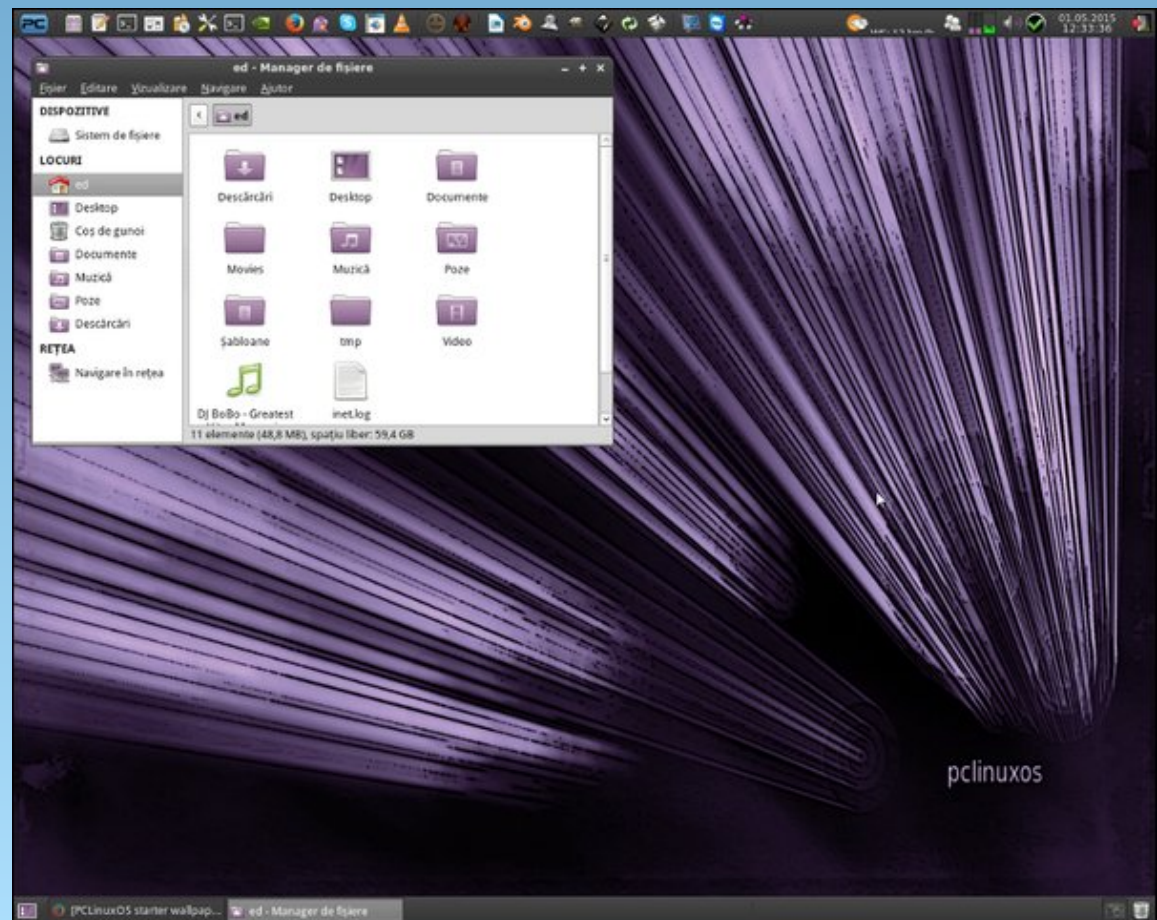 PC
01.05.2015
12:33:36
ed - Manager de fișiere
Fișier Editare Vizualizare Navigare Ajutor
DISPOZITIVE
Sistem de fișiere
LOCURI
ed
Desktop
Coș de gunoi
Documente
Muzică
Poze
Descărcări
REȚEA
Navigare în rețea
ed
Descărcări
Desktop
Documente
Movies
Muzică
Poze
Șabloane
tmp
Video
DJ BoBo - Greatest
inet.log
11 elemente (48,8 MB), spațiu liber: 59,4 GB
pclinuxos
[PCLinuxOS starter wallpap...
ed - Manager de fișiere